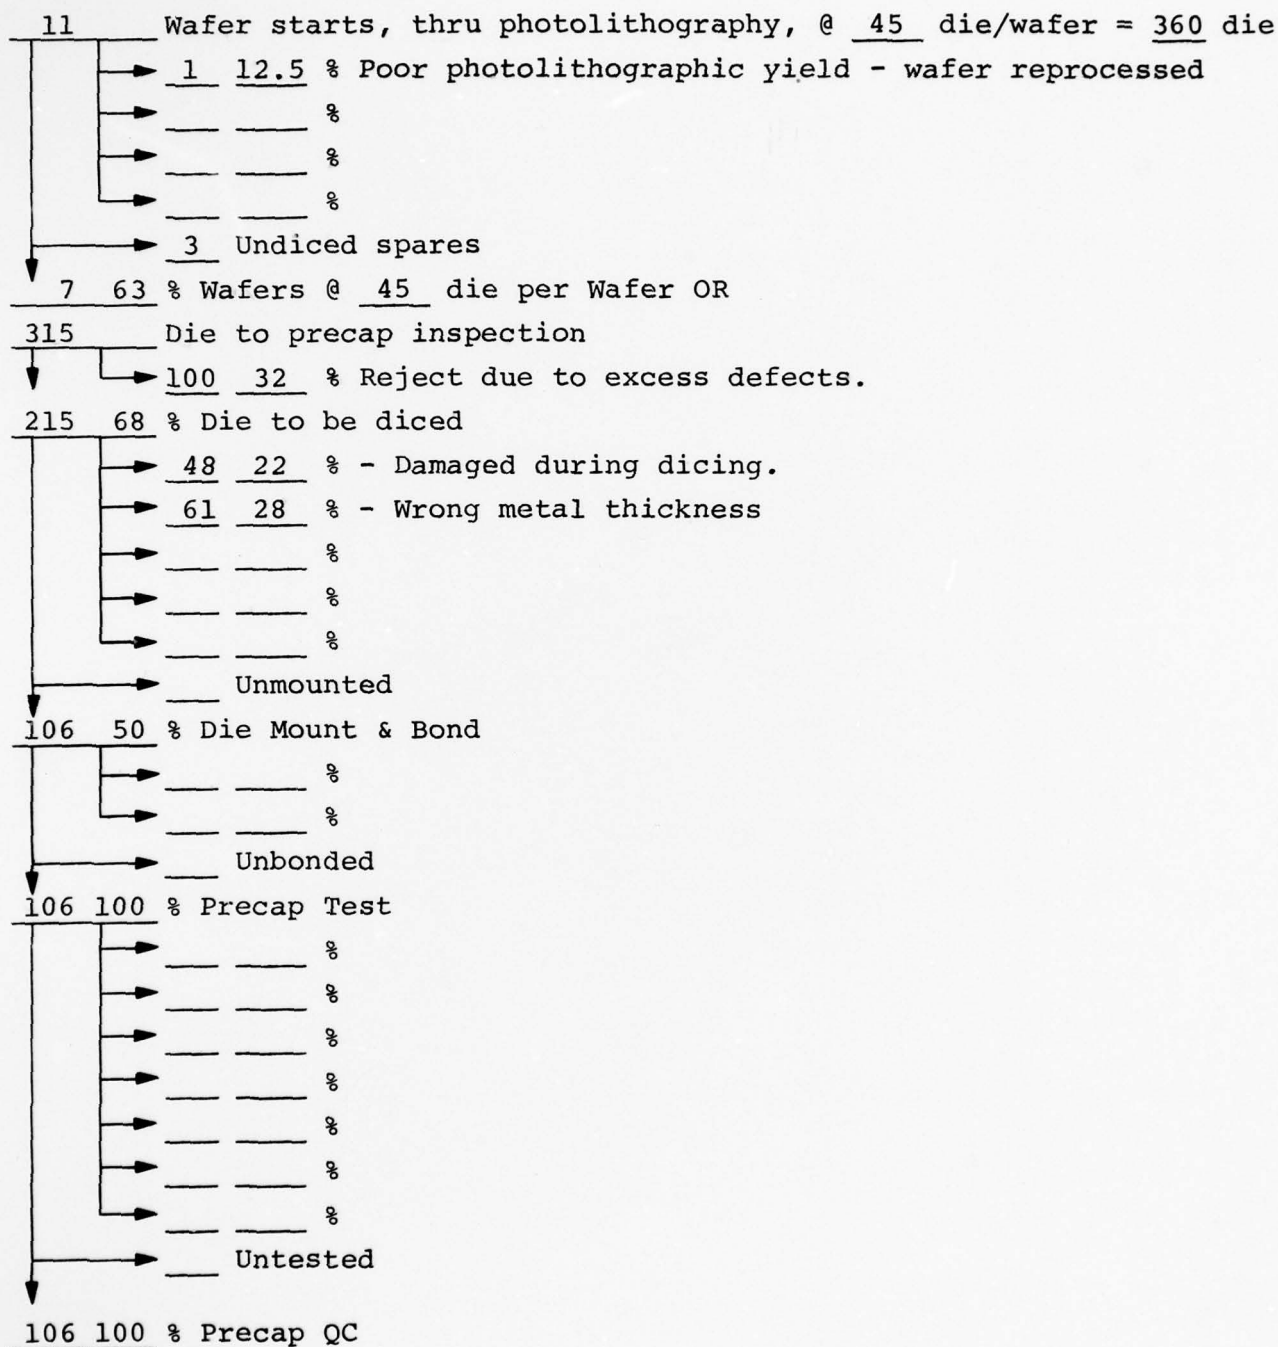 11 Wafer starts, thru photolithography, @ 45 die/wafer = 360 die
1 12.5 % Poor photolithographic yield - wafer reprocessed
%
%
%
3 Undiced spares
7 63 % Wafers @ 45 die per Wafer OR
315 Die to precap inspection
100 32 % Reject due to excess defects.
215 68 % Die to be diced
48 22 % - Damaged during dicing.
61 28 % - Wrong metal thickness
%
%
%
Unmounted
106 50 % Die Mount & Bond
%
%
Unbonded
106 100 % Precap Test
%
%
%
%
%
%
%
Untested
106 100 % Precap QC